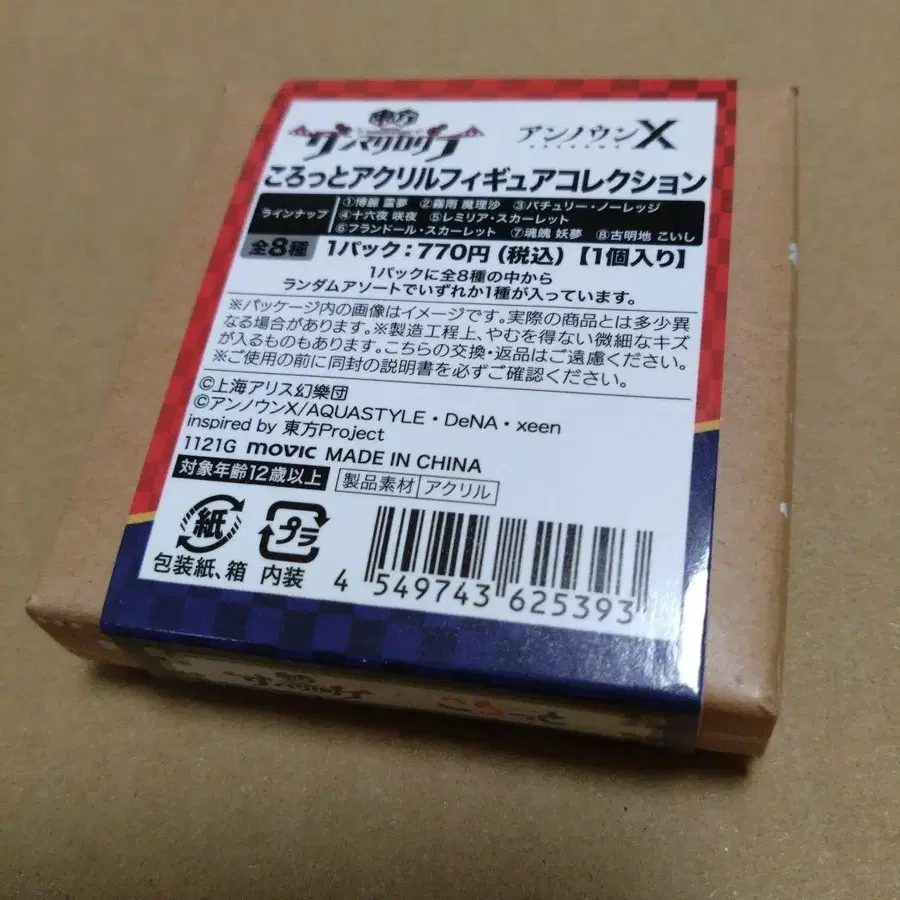 東方
ダンマクカグラ
アンノウンX
ころっとアクリルフィギュアコレクション
ラインナップ
①博麗 霊夢 ②霧雨 魔理沙 ③パチュリー・ノーレッジ
④十六夜 咲夜 ⑤レミリア・スカーレット
⑥フランドール・スカーレット ⑦魂魄 妖夢 ⑧古明地 こいし
全8種 1パック:770円(税込)【1個入り】
1パックに全8種の中から
ランダムアソートでいずれか1種が入っています。
※パッケージ内の画像はイメージです。実際の商品とは多少異
なる場合があります。※製造工程上、やむを得ない微細なキズ
が入るものもあります。こちらの交換・返品はご遠慮ください。
※ご使用の前に同封の説明書を必ずご確認ください。
©上海アリス幻樂団
©アンノウンX/AQUASTYLE・DeNA・xeen
inspired by 東方Project
1121G movic MADE IN CHINA
対象年齢12歳以上 製品素材 アクリル
紙 プラ
包装紙、箱 内装
4 549743 625393